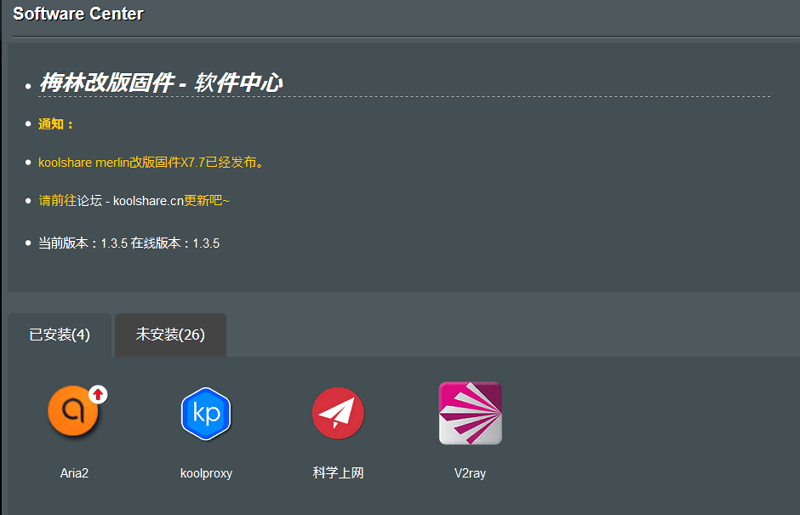 Software Center
梅林改版固件 - 软件中心
通知：
koolshare merlin改版固件X7.7已经发布。
请前往论坛 - koolshare.cn更新吧~
当前版本：1.3.5 在线版本：1.3.5
已安装(4) 未安装(26)
kp
Aria2 koolproxy 科学上网 V2ray